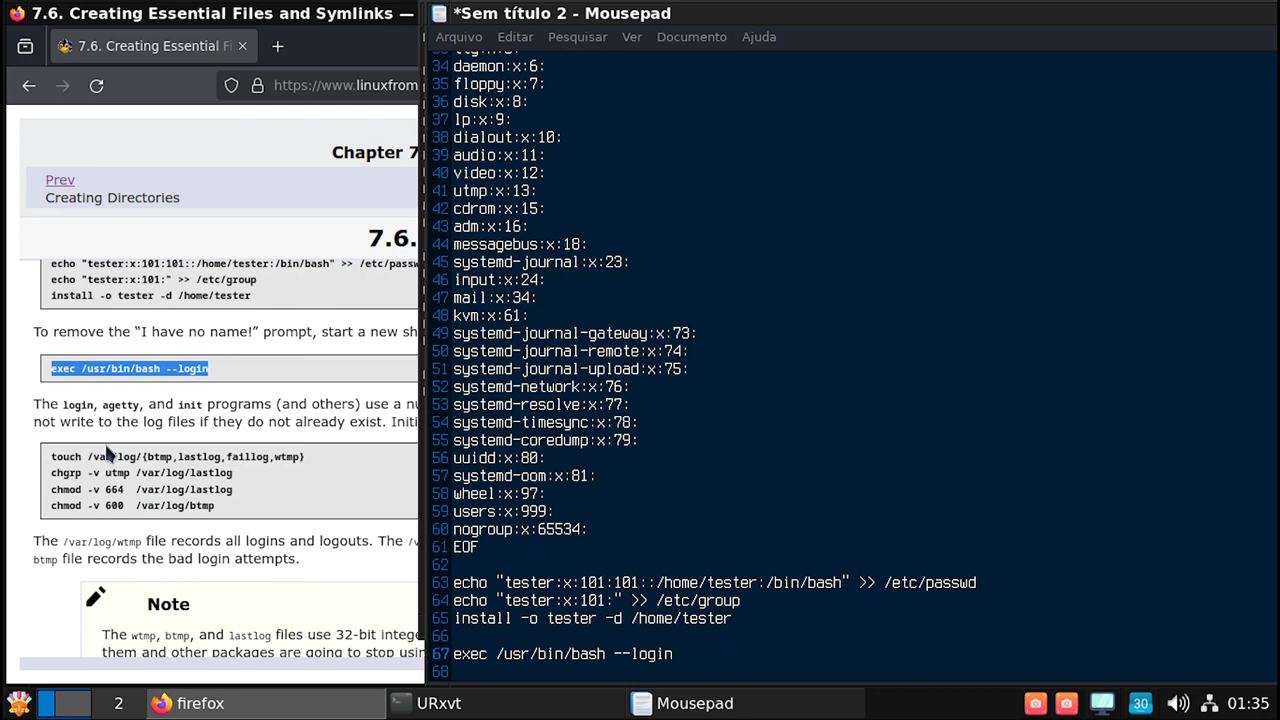 7.6. Creating Essential Files and Symlinks —
7.6. Creating Essential Fi
https://www.linuxfrom
Chapter 7
Prev
Creating Directories
7.6.
echo "tester:x:101:101::/home/tester:/bin/bash" >> /etc/passw
echo "tester:x:101:" >> /etc/group
install -o tester -d /home/tester
To remove the “I have no name!” prompt, start a new sh
exec /usr/bin/bash --login
The login, agetty, and init programs (and others) use a nu
not write to the log files if they do not already exist. Initi
touch /var/log/{btmp,lastlog,faillog,wtmp}
chgrp -v utmp /var/log/lastlog
chmod -v 664 /var/log/lastlog
chmod -v 600 /var/log/btmp
The /var/log/wtmp file records all logins and logouts. The /v
btmp file records the bad login attempts.
Note
The wtmp, btmp, and lastlog files use 32-bit intege
them and other packages are going to stop using
*Sem título 2 - Mousepad
Arquivo Editar Pesquisar Ver Documento Ajuda
34 daemon:x:6:
35 floppy:x:7:
36 disk:x:8:
37 lp:x:9:
38 dialout:x:10:
39 audio:x:11:
40 video:x:12:
41 utmp:x:13:
42 cdrom:x:15:
43 adm:x:16:
44 messagebus:x:18:
45 systemd-journal:x:23:
46 input:x:24:
47 mail:x:34:
48 kvm:x:61:
49 systemd-journal-gateway:x:73:
50 systemd-journal-remote:x:74:
51 systemd-journal-upload:x:75:
52 systemd-network:x:76:
53 systemd-resolve:x:77:
54 systemd-timesync:x:78:
55 systemd-coredump:x:79:
56 uuidd:x:80:
57 systemd-oom:x:81:
58 wheel:x:97:
59 users:x:999:
60 nogroup:x:65534:
61 EOF
62
63 echo "tester:x:101:101::/home/tester:/bin/bash" >> /etc/passwd
64 echo "tester:x:101:" >> /etc/group
65 install -o tester -d /home/tester
66
67 exec /usr/bin/bash --login
68
2 firefox URxvt Mousepad 30 01:35